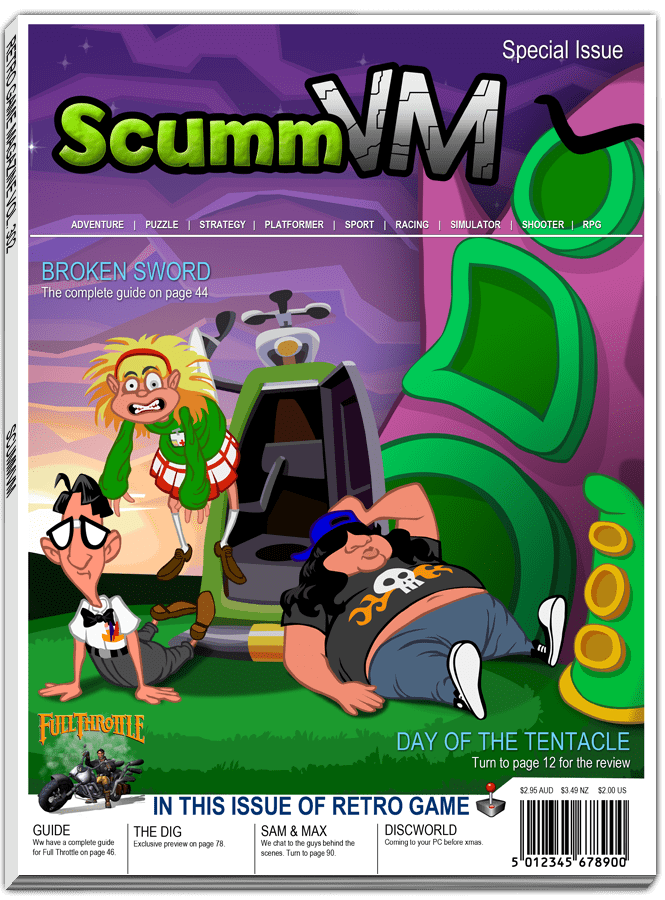 Special Issue
ScummVM
ADVENTURE | PUZZLE | STRATEGY | PLATFORMER | SPORT | RACING | SIMULATOR | SHOOTER | RPG
BROKEN SWORD
The complete guide on page 44
FULL THROTTLE
DAY OF THE TENTACLE
Turn to page 12 for the review
IN THIS ISSUE OF RETRO GAME
$2.95 AUD $3.49 NZ $2.00 US
GUIDE
Ww have a complete guide
for Full Throttle on page 46.
THE DIG
Exclusive preview on page 78.
SAM & MAX
We chat to the guys behind the
scenes. Turn to page 90.
DISCWORLD
Coming to your PC before xmas.
5 012345 678900
RETRO GAME MAGAZINE
SCUMMVM